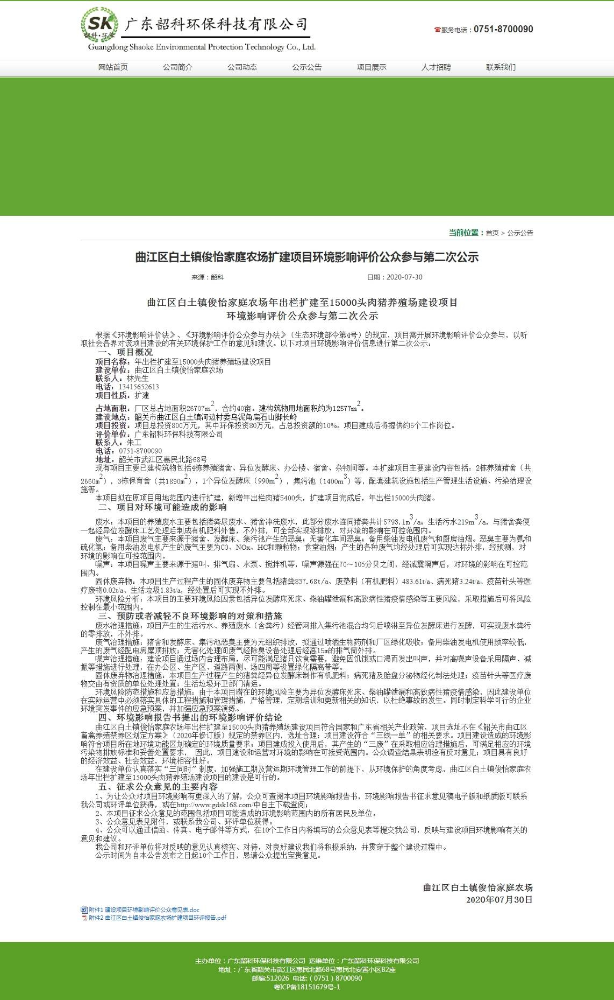 SK
韶科·环保
广东韶科环保科技有限公司
Guangdong Shaoke Environmental Protection Technology Co., Ltd.
☎服务电话：0751-8700090
网站首页 公司简介 公司动态 公示公告 项目展示 人才招聘 联系我们
当前位置：首页 > 公示公告
曲江区白土镇俊怡家庭农场扩建项目环境影响评价公众参与第二次公示
来源：韶科 日期：2020-07-30
曲江区白土镇俊怡家庭农场年出栏扩建至15000头肉猪养殖场建设项目
环境影响评价公众参与第二次公示
根据《环境影响评价法》、《环境影响评价公众参与办法》（生态环境部令第4号）的规定，项目需开展环境影响评价公众参与，以听
取社会各界对该项目建设的有关环境保护工作的意见和建议。以下对项目环境影响评价信息进行第二次公示：
一、项目概况
项目名称：年出栏扩建至15000头肉猪养殖场建设项目
建设单位：曲江区白土镇俊怡家庭农场
联系人：林先生
电话：13415652613
项目性质：扩建
占地面积：厂区总占地面积26707m²，合约40亩。建构筑物用地面积约为12577m²。
建设地点：韶关市曲江区白土镇河边村委乌泥角扁石山脚长岭
项目投资：项目总投资800万元，其中环保投资80万元，占总投资额的10%。项目建成后将提供约5个工作岗位。
评价单位：广东韶科环保科技有限公司
联系人：朱工
电话：0751-8700090
地址：韶关市武江区惠民北路68号
现有项目主要已建构筑物包括4栋养殖猪舍、异位发酵床、办公楼、宿舍、杂物间等。本扩建项目主要建设内容包括：2栋养殖猪舍（共
2660m²），3栋保育舍（共1890m²），1个异位发酵床（990m²），集污池（1400m³）等，配套建筑设施包括生产管理生活设施、污染治理设
施等。
本项目拟在原项目用地范围内进行扩建，新增年出栏肉猪5400头，扩建项目完成后，年出栏15000头肉猪。
二、项目对环境可能造成的影响
废水：本项目的养殖废水主要包括猪粪尿废水、猪舍冲洗废水，此部分废水连同猪粪共计5793.1m³/a；生活污水219m³/a，与猪舍粪便
一起经异位发酵床工艺处理后制成有机肥料外售，不外排，可全部实现零排放，对环境的影响在可控范围内。
废气：本项目废气主要来源于猪舍、发酵床、集污池产生的恶臭；无害化车间恶臭；备用柴油发电机废气和厨房油烟。恶臭主要为氨和
硫化氢；备用柴油发电机产生的废气主要为CO、NOx、HC和颗粒物；食堂油烟；产生的各种废气均经处理后可实现达标外排，经预测，对
环境的影响在可控范围内。
噪声：本项目噪声主要来源于猪叫、排气扇、水泵、搅拌机等，噪声源强在70～105分贝之间，经减震隔声后，对环境的影响在可控范
围内。
固体废弃物：本项目生产过程产生的固体废弃物主要包括猪粪837.68t/a、废垫料（有机肥料）483.61t/a、病死猪3.24t/a、疫苗针头等医
疗废物0.02t/a、生活垃圾1.83t/a，经处置后可实现不外排。
环境风险分析：本项目的主要环境风险因素包括异位发酵床死床、柴油罐泄漏和高致病性猪疫情感染等主要风险，采取措施后可将风险
控制在最小范围内。
三、预防或者减轻不良环境影响的对策和措施
废水治理措施：项目产生的生活污水、养殖废水（含粪污）经管网排入集污池混合均匀后喷淋至异位发酵床进行发酵，可实现废水粪污
的零排放，不外排。
废气治理措施：猪舍和发酵床、集污池恶臭主要为无组织排放，拟通过喷洒生物药剂和厂区绿化吸收；备用柴油发电机使用频率较低，
产生的废气经配电房屋顶排放；无害化处理间废气经除臭设备处理后经高15m的排气筒外排。
噪声治理措施：建设项目通过场内合理布局，尽可能满足猪只饮食需要，避免因饥饿或口渴而发出叫声，并对高噪声设备采用隔声、减
振等措施进行处理，在办公区、生产区、道路两侧、场四周等设置绿化隔离带等。
固体废弃物治理措施：本项目生产过程产生的猪粪经异位发酵床制作有机肥料；病死猪及胎盘分泌物经化制法处理；疫苗针头等医疗废
物交由有资质的单位处理处置；生活垃圾环卫部门清运。
环境风险防范措施和应急措施：由于本项目潜在的环境风险主要为异位发酵床死床、柴油罐泄漏和高致病性猪疫情感染，因此建设单位
在实际运营中必须落实具体的工程措施和管理措施，严格管理，定期培训和更新相关的知识，以杜绝事故的发生。同时制定科学可行的企业
环境突发事件的应急预案，并加强应急预案演练。
四、环境影响报告书提出的环境影响评价结论
曲江区白土镇俊怡家庭农场年出栏扩建至15000头肉猪养殖场建设项目符合国家和广东省相关产业政策，项目选址不在《韶关市曲江区
畜禽养殖禁养区划定方案》（2020年修订版）规定的禁养区内，选址合理；项目建设符合“三线一单”的相关要求。项目建设造成的环境影
响符合项目所在地环境功能区划确定的环境质量要求；项目建成投入使用后，其产生的“三废”在采取相应治理措施后，可满足相应的环境
污染物排放标准和妥善处置要求， 因此，项目建设和运营对环境的影响在可接受范围内。公众调查结果表明没有反对意见；项目具有良好
的经济效益、社会效益，环境相容性好。
在建设单位认真落实“三同时”制度，加强施工期及营运期环境管理工作的前提下，从环境保护的角度考虑，曲江区白土镇俊怡家庭农
场年出栏扩建至15000头肉猪养殖场建设项目的建设是可行的。
五、征求公众意见的主要内容
1、为让公众对项目环境影响有更深入的了解，公众可查阅本项目环境影响报告书，环境影响报告书征求意见稿电子版和纸质版可联系
我公司或环评单位获得，或在http://www.gdsk168.com/中自主下载查阅；
2、本项目征求公众意见的范围包括项目可能造成的环境影响范围内的所有居民及单位。
3、公众意见表见附件，或联系我公司、环评单位获得。
4、公众可以通过信函、传真、电子邮件等方式，在10个工作日内将填写的公众意见表等提交我公司，反映与建设项目环境影响有关的
意见和建议。
我公司和环评单位将对反映的意见认真核实、对待，对良好建议我们将积极采纳，并贯穿于整个建设过程中。
公示时间为自本公告发布之日起10个工作日，恳请公众提出宝贵意见。
曲江区白土镇俊怡家庭农场
2020年07月30日
附件1 建设项目环境影响评价公众意见表.doc
附件2 曲江区白土镇俊怡家庭农场扩建项目环评报告.pdf
主办单位：广东韶科环保科技有限公司 运维单位：广东韶科环保科技有限公司
地址：广东省韶关市武江区惠民北路68号惠民北安置小区B2座
邮编:512026 电话:（0751）8700090
粤ICP备18151679号-1